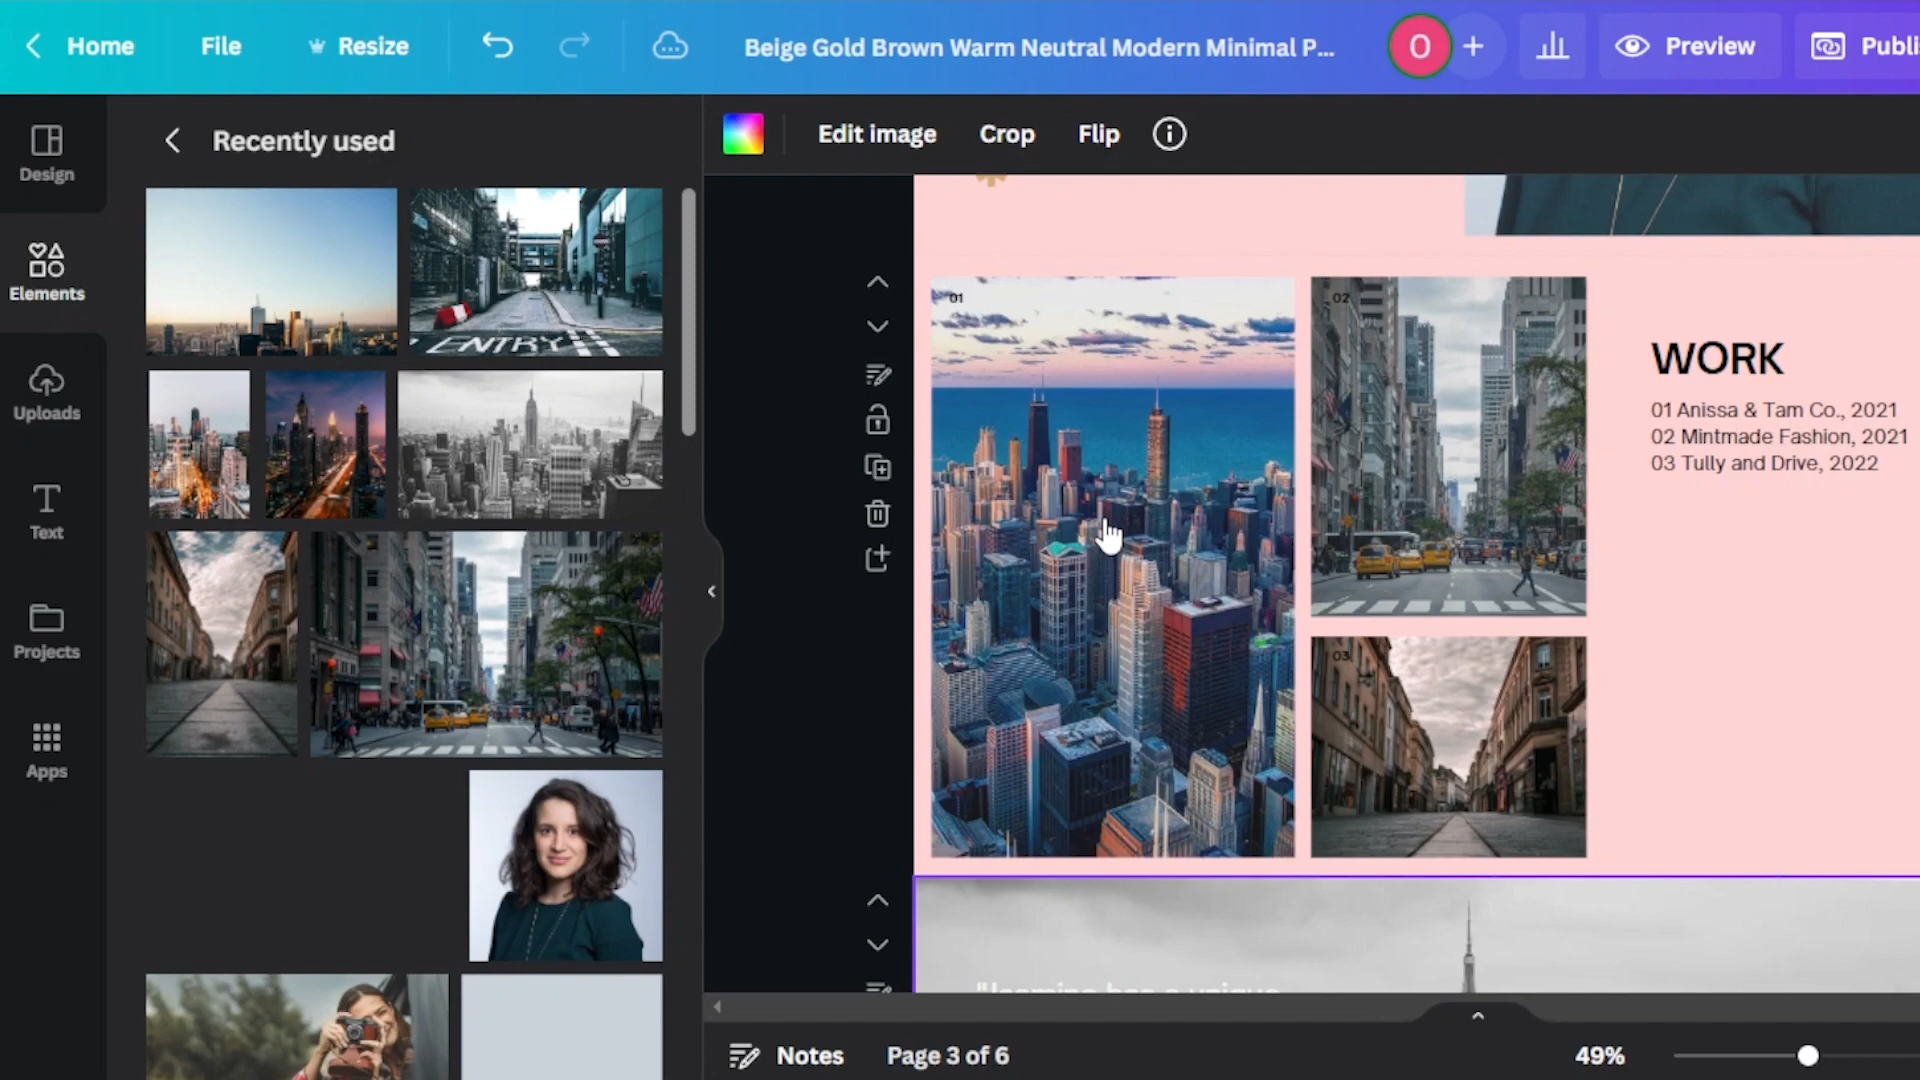 Home
File
Resize
Beige Gold Brown Warm Neutral Modern Minimal P...
O
Preview
Publi
Design
Elements
Uploads
Text
Projects
Apps
Recently used
ENTRY
Edit image
Crop
Flip
01
02
03
WORK
01 Anissa & Tam Co., 2021
02 Mintmade Fashion, 2021
03 Tully and Drive, 2022
Notes
Page 3 of 6
49%